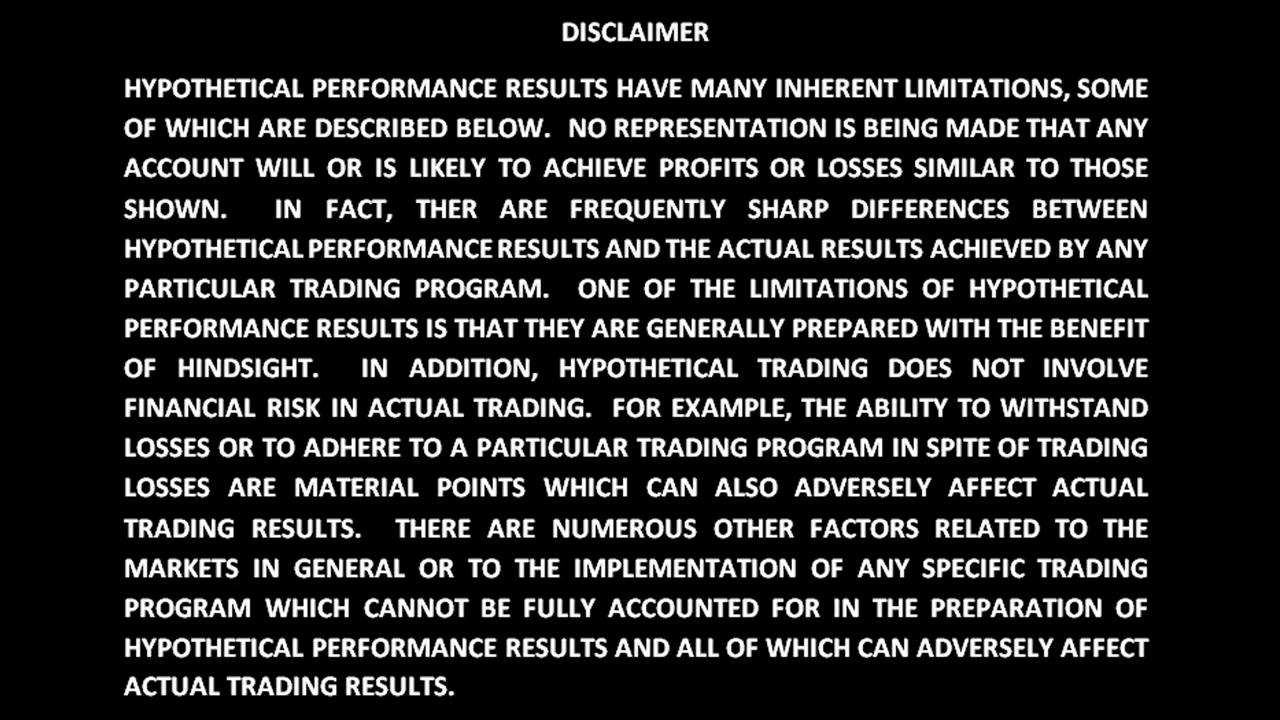 DISCLAIMER
HYPOTHETICAL PERFORMANCE RESULTS HAVE MANY INHERENT LIMITATIONS, SOME
OF WHICH ARE DESCRIBED BELOW. NO REPRESENTATION IS BEING MADE THAT ANY
ACCOUNT WILL OR IS LIKELY TO ACHIEVE PROFITS OR LOSSES SIMILAR TO THOSE
SHOWN. IN FACT, THER ARE FREQUENTLY SHARP DIFFERENCES BETWEEN
HYPOTHETICAL PERFORMANCE RESULTS AND THE ACTUAL RESULTS ACHIEVED BY ANY
PARTICULAR TRADING PROGRAM. ONE OF THE LIMITATIONS OF HYPOTHETICAL
PERFORMANCE RESULTS IS THAT THEY ARE GENERALLY PREPARED WITH THE BENEFIT
OF HINDSIGHT. IN ADDITION, HYPOTHETICAL TRADING DOES NOT INVOLVE
FINANCIAL RISK IN ACTUAL TRADING. FOR EXAMPLE, THE ABILITY TO WITHSTAND
LOSSES OR TO ADHERE TO A PARTICULAR TRADING PROGRAM IN SPITE OF TRADING
LOSSES ARE MATERIAL POINTS WHICH CAN ALSO ADVERSELY AFFECT ACTUAL
TRADING RESULTS. THERE ARE NUMEROUS OTHER FACTORS RELATED TO THE
MARKETS IN GENERAL OR TO THE IMPLEMENTATION OF ANY SPECIFIC TRADING
PROGRAM WHICH CANNOT BE FULLY ACCOUNTED FOR IN THE PREPARATION OF
HYPOTHETICAL PERFORMANCE RESULTS AND ALL OF WHICH CAN ADVERSELY AFFECT
ACTUAL TRADING RESULTS.